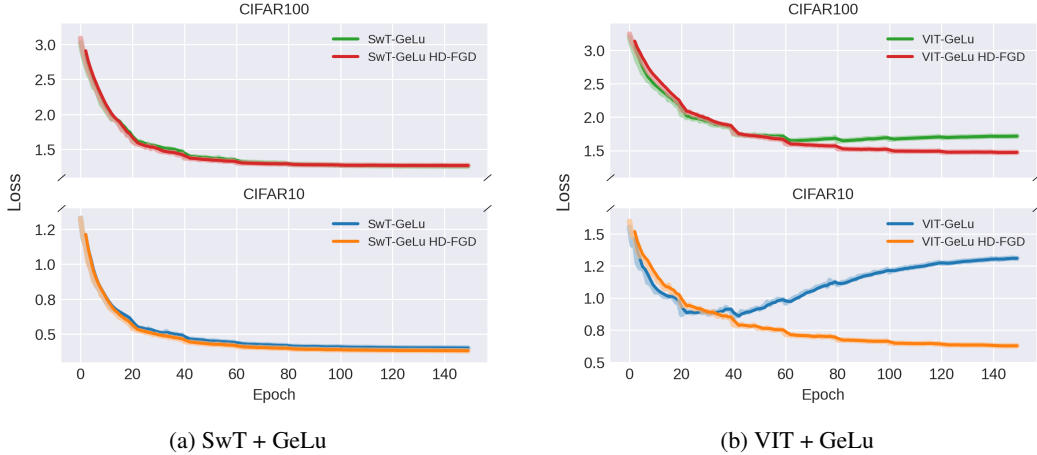 CIFAR100
3.0
2.5
2.0
1.5
SwT-GeLu
SwT-GeLu HD-FGD
CIFAR10
1.2
1.0
0.8
0.5
SwT-GeLu
SwT-GeLu HD-FGD
0 20 40 60 80 100 120 140
Epoch
Loss
(a) SwT + GeLu
CIFAR100
3.0
2.5
2.0
1.5
VIT-GeLu
VIT-GeLu HD-FGD
CIFAR10
1.5
1.2
1.0
0.8
0.5
VIT-GeLu
VIT-GeLu HD-FGD
0 20 40 60 80 100 120 140
Epoch
Loss
(b) VIT + GeLu